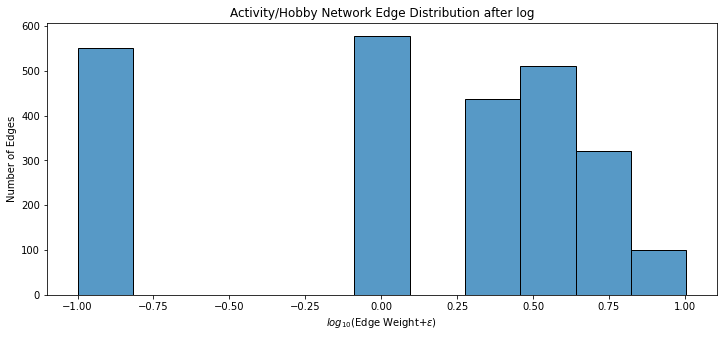 Activity/Hobby Network Edge Distribution after log
600
500
400
300
200
100
0
Number of Edges
−1.00 −0.75 −0.50 −0.25 0.00 0.25 0.50 0.75 1.00
log₁₀(Edge Weight+ε)